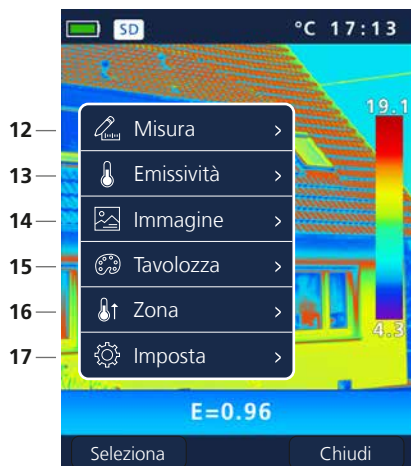 SD °C 17:13
19.1
12 Misura >
13 Emissività >
14 Immagine >
15 Tavolozza >
16 Zona >
17 Imposta >
4.3
E=0.96
Seleziona Chiudi